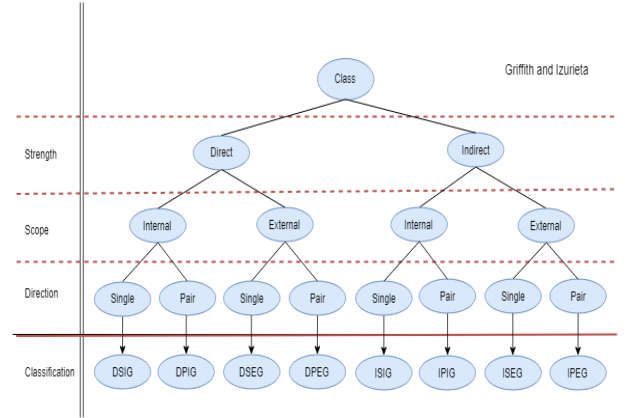 Class
Griffith and Izurieta
Strength
Direct
Indirect
Scope
Internal
External
Internal
External
Direction
Single
Pair
Single
Pair
Single
Pair
Single
Pair
Classification
DSIG
DPIG
DSEG
DPEG
ISIG
IPIG
ISEG
IPEG